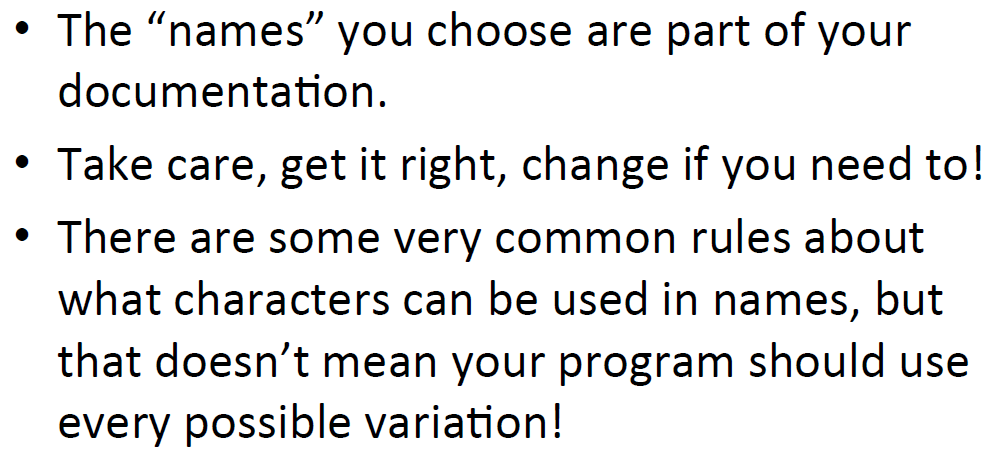 • The “names” you choose are part of your
documentation.
• Take care, get it right, change if you need to!
• There are some very common rules about
what characters can be used in names, but
that doesn’t mean your program should use
every possible variation!